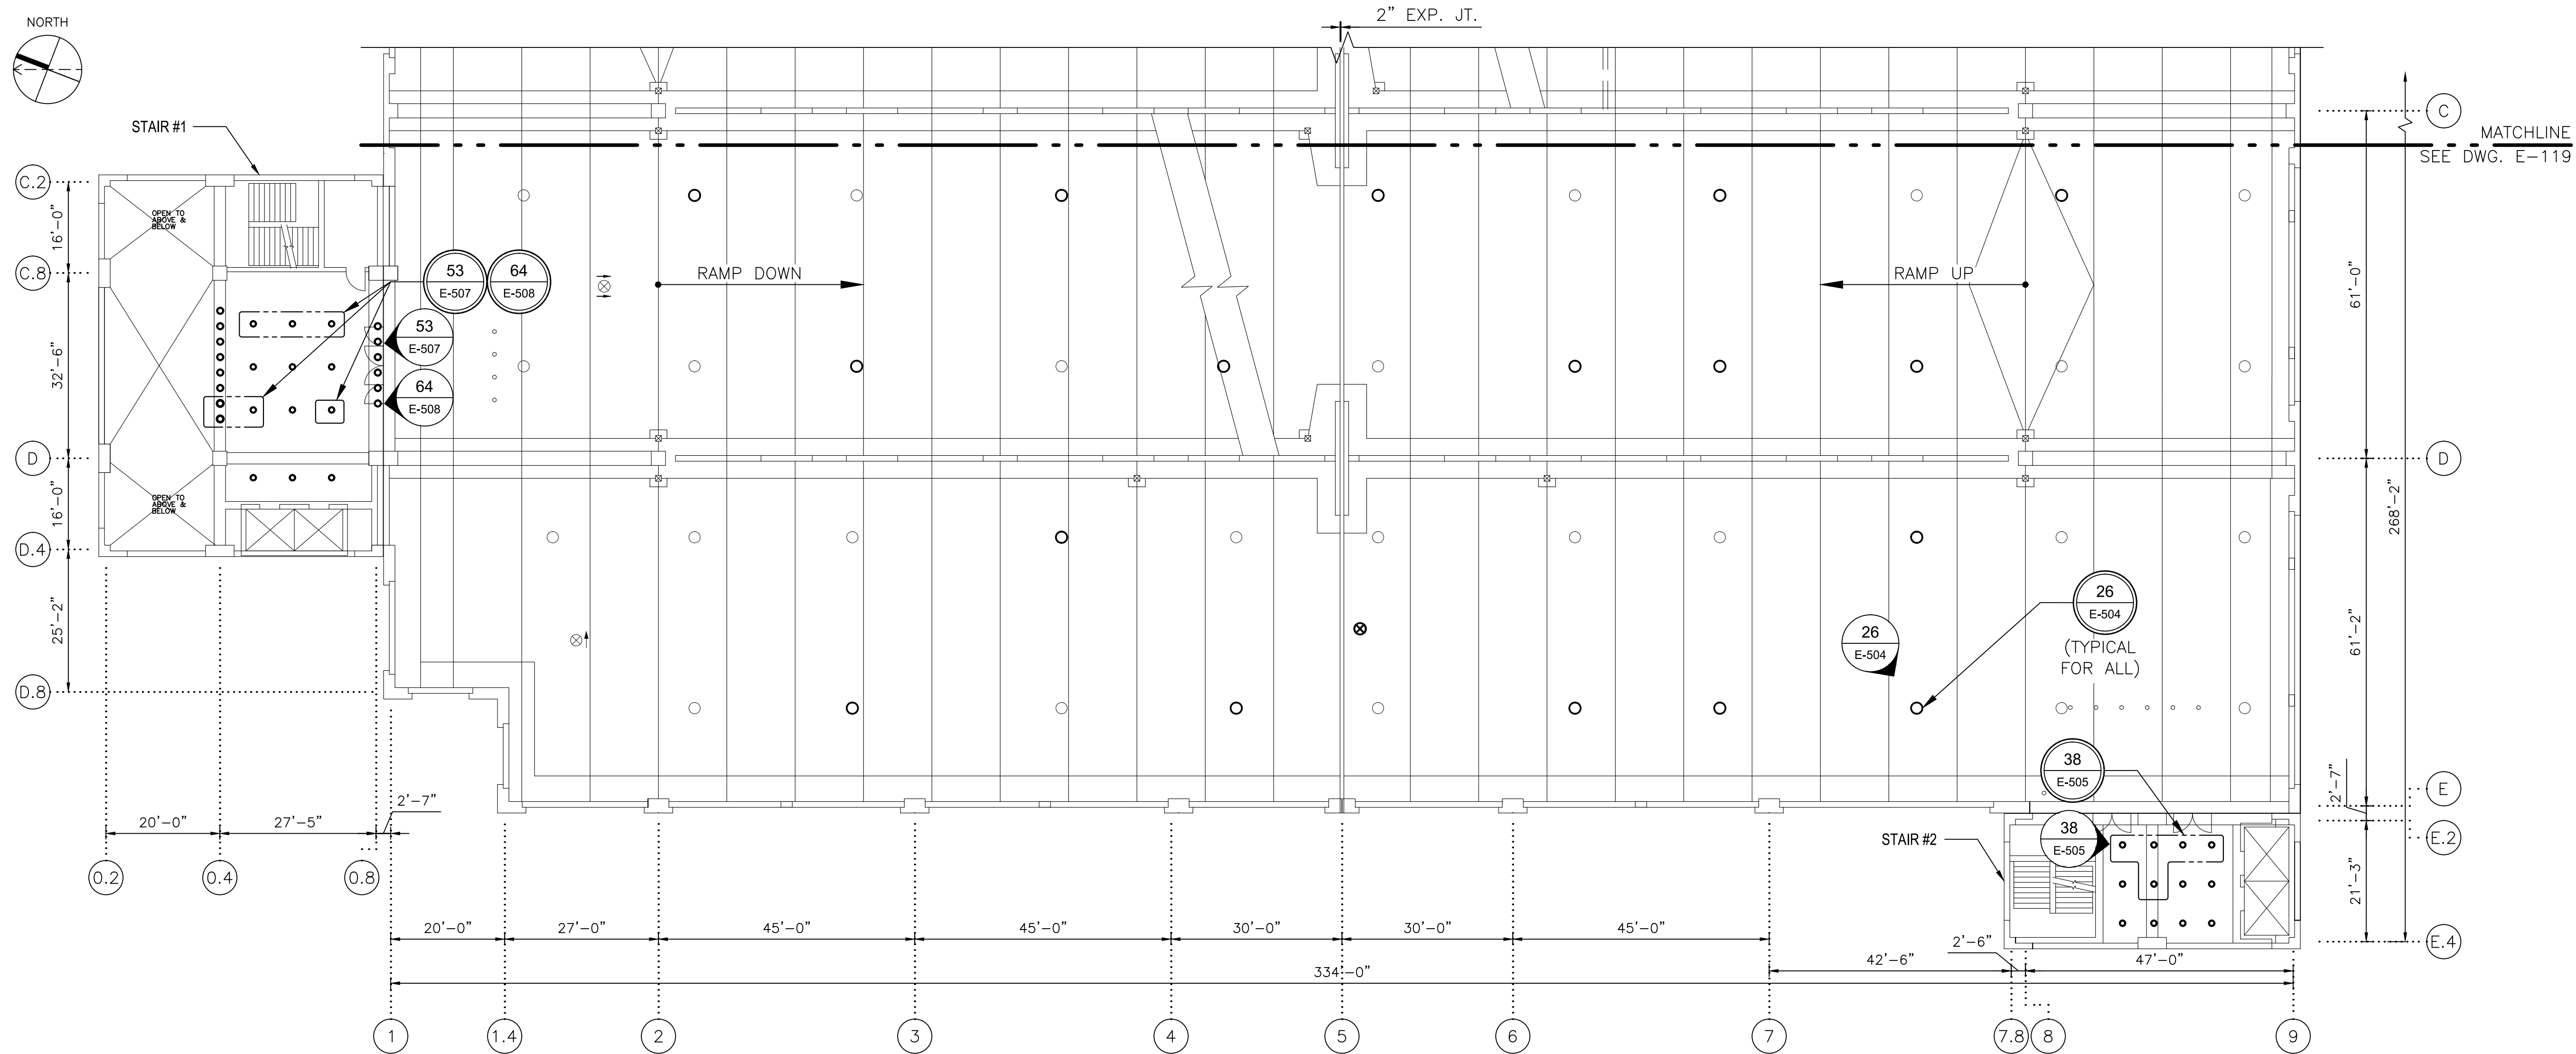 NORTH
2" EXP. JT.
STAIR #1
C
MATCHLINE
SEE DWG. E-119
C.2
16'-0"
OPEN TO
ABOVE &
BELOW
C.8
53
E-507
64
E-508
RAMP DOWN
RAMP UP
61'-0"
53
E-507
32'-6"
64
E-508
D
D
16'-0"
OPEN TO
ABOVE &
BELOW
268'-2"
D.4
25'-2"
26
E-504
26
E-504
(TYPICAL
FOR ALL)
61'-2"
D.8
38
E-505
2'-7"
E
20'-0"
27'-5"
2'-7"
STAIR #2
38
E-505
E.2
0.2
0.4
0.8
21'-3"
20'-0"
27'-0"
45'-0"
45'-0"
30'-0"
30'-0"
45'-0"
2'-6"
E.4
42'-6"
47'-0"
334'-0"
1
1.4
2
3
4
5
6
7
7.8
8
9